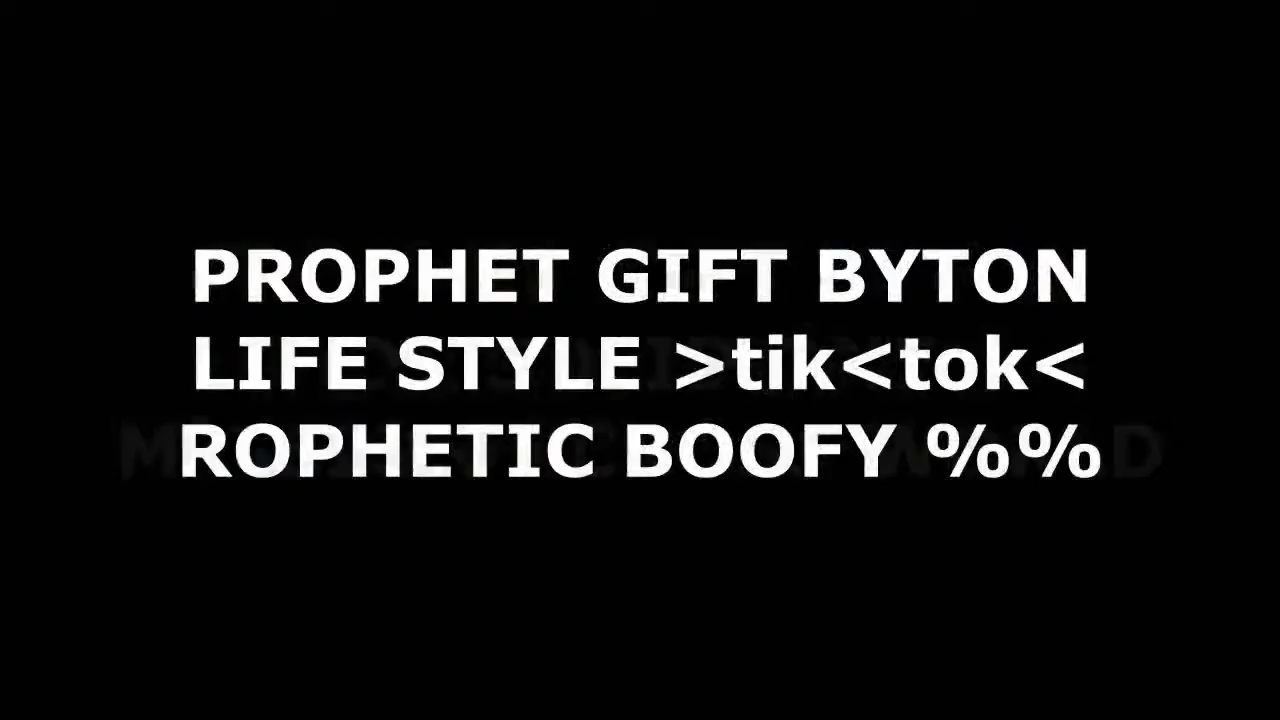 PROPHET GIFT BYTON
LIFE STYLE >tik<tok<
ROPHETIC BOOFY %%